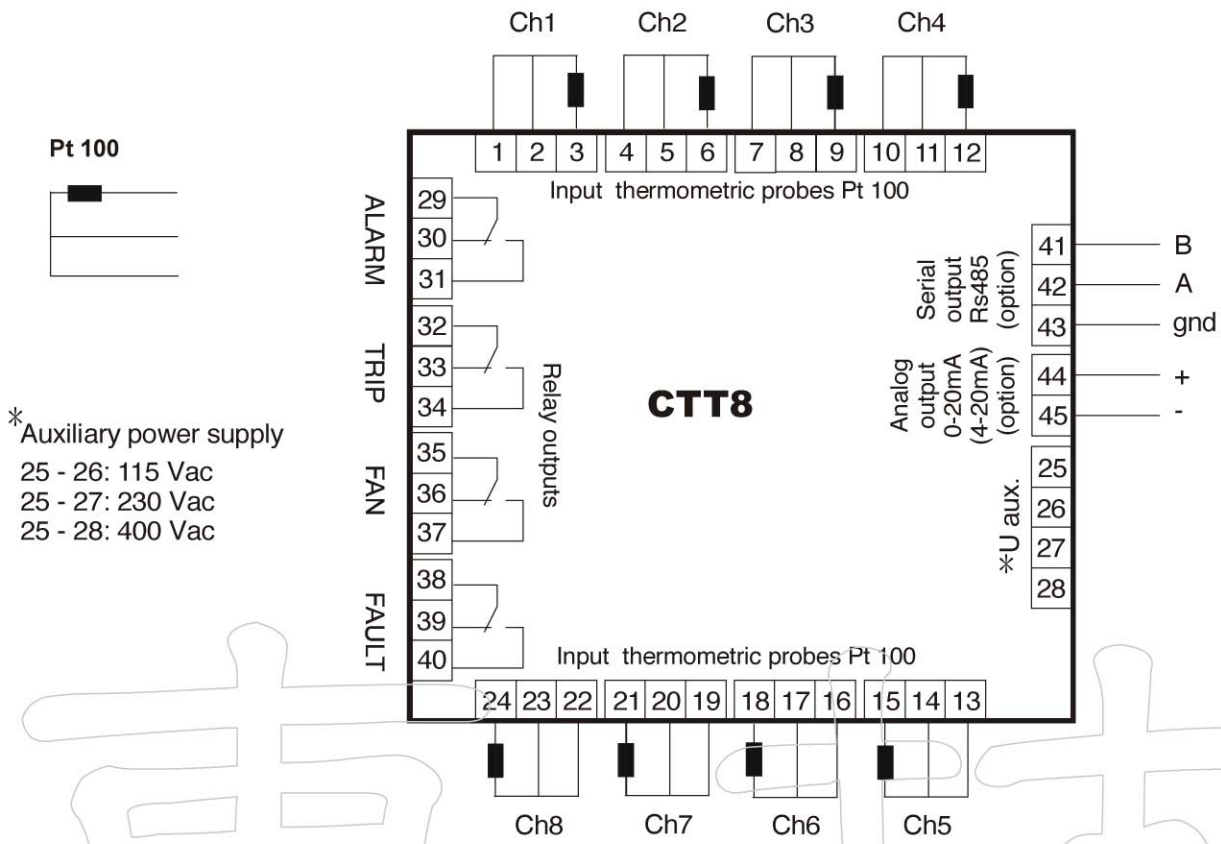 Ch1 Ch2 Ch3 Ch4
Pt 100
1 2 3 4 5 6 7 8 9 10 11 12
Input thermometric probes Pt 100
ALARM
29
30
31
TRIP
32
33
34
FAN
35
36
37
FAULT
38
39
40
Relay outputs
CTT8
Serial
output
Rs485
(option)
41 B
42 A
43 gnd
Analog
output
0-20mA
(4-20mA)
(option)
44 +
45 -
*U aux.
25
26
27
28
*Auxiliary power supply
25 - 26: 115 Vac
25 - 27: 230 Vac
25 - 28: 400 Vac
Input thermometric probes Pt 100
24 23 22 21 20 19 18 17 16 15 14 13
Ch8 Ch7 Ch6 Ch5